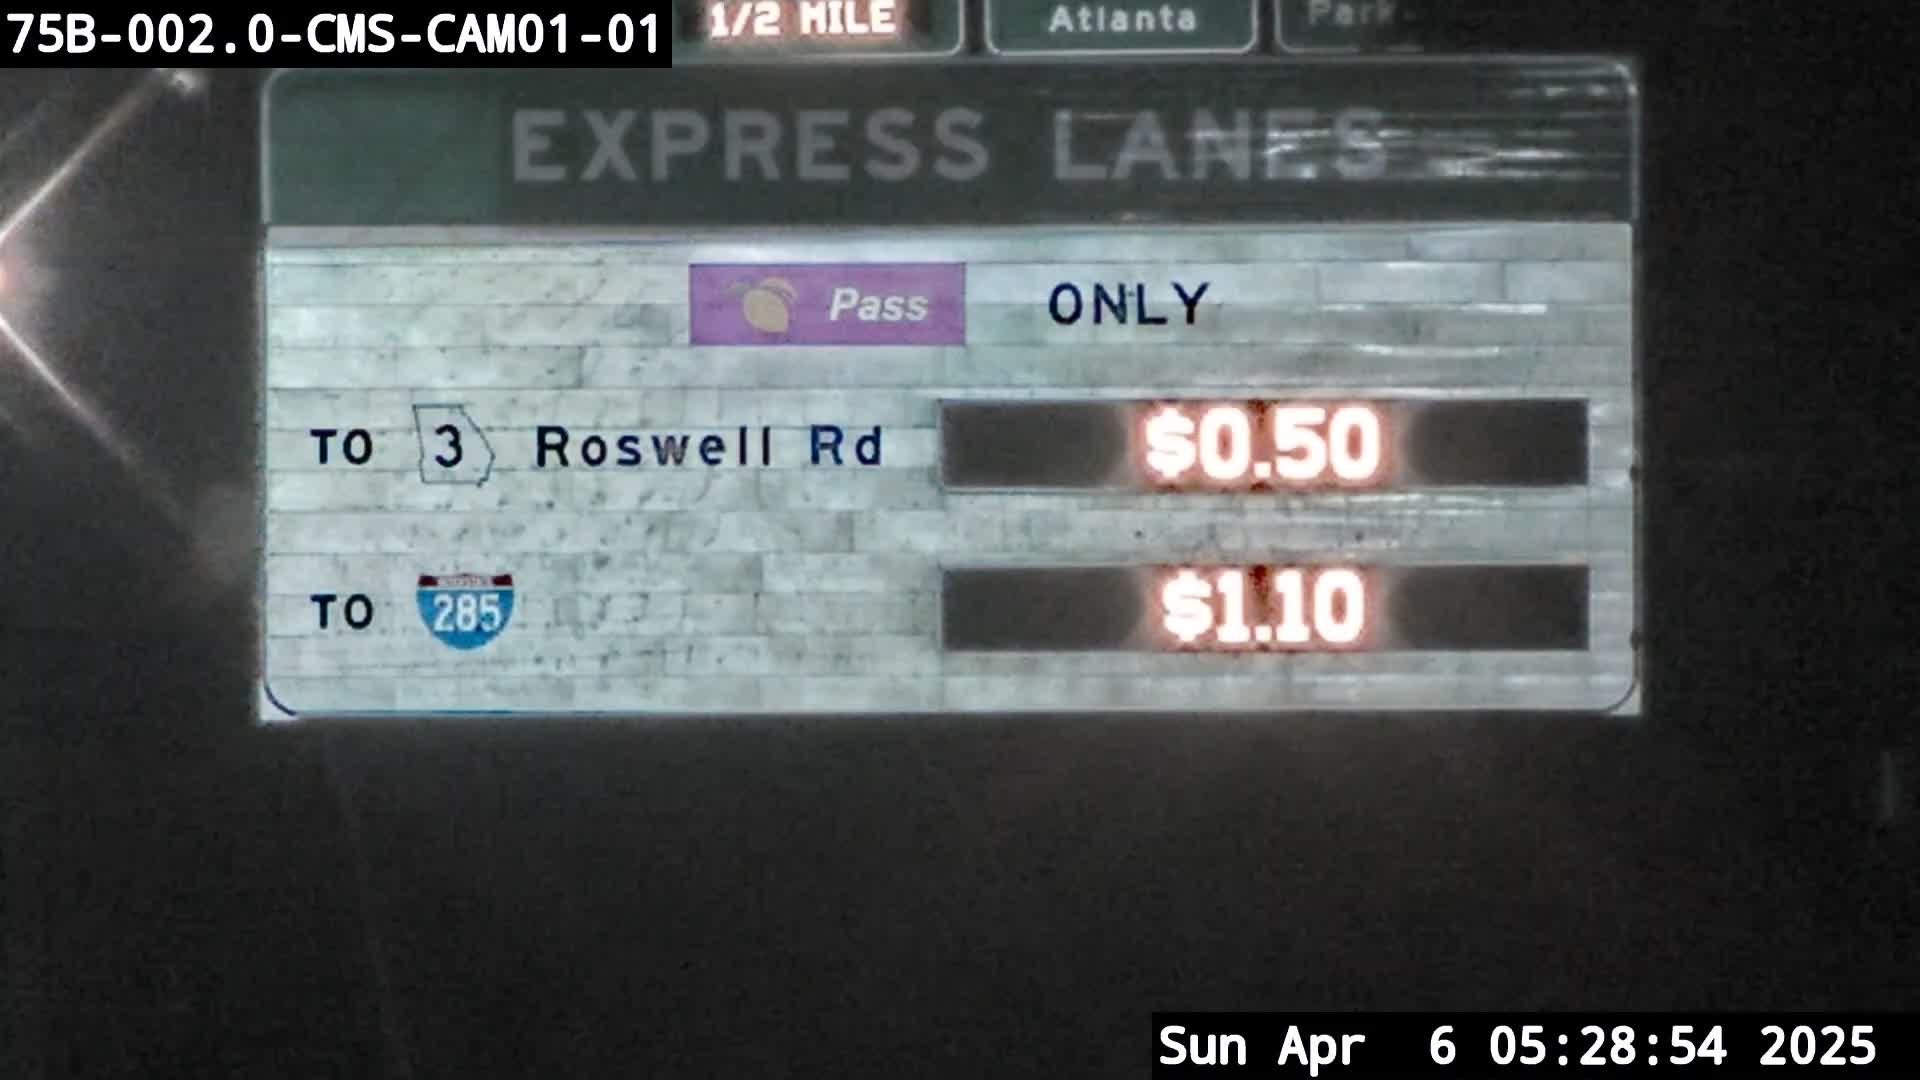 75B-002.0-CMS-CAM01-01
1/2 MILE
Atlanta
Park
EXPRESS LANES
Pass ONLY
TO 3 Roswell Rd $0.50
TO 285 $1.10
Sun Apr 6 05:28:54 2025